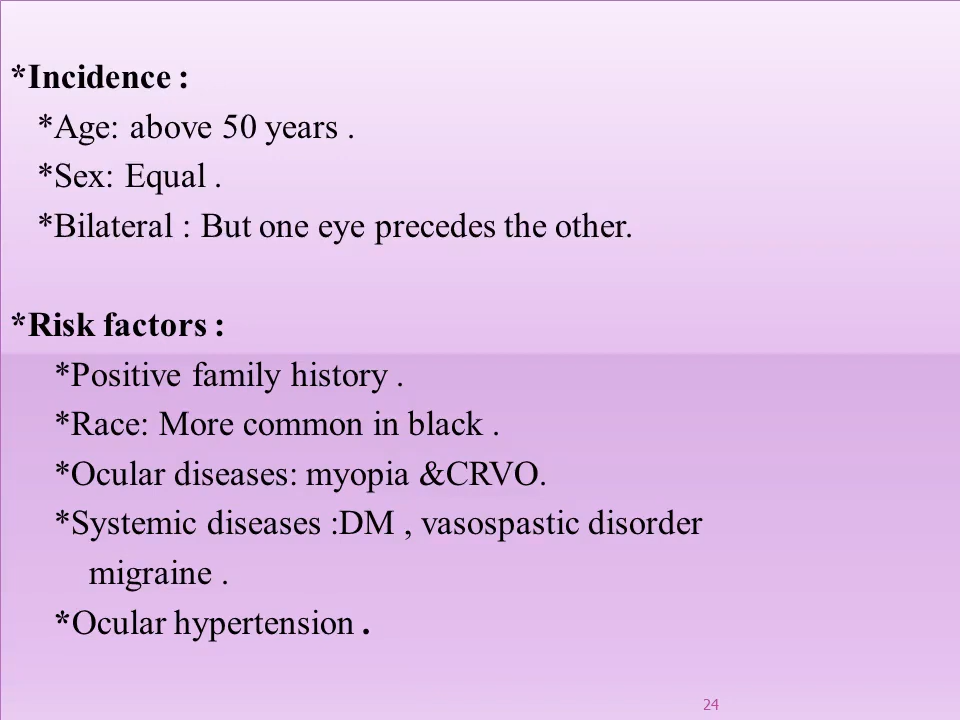 *Incidence :
*Age: above 50 years .
*Sex: Equal .
*Bilateral : But one eye precedes the other.
*Risk factors :
*Positive family history .
*Race: More common in black .
*Ocular diseases: myopia &CRVO.
*Systemic diseases :DM , vasospastic disorder
migraine .
*Ocular hypertension .
24